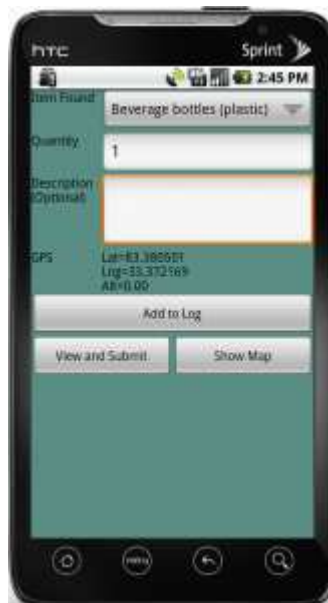 htc
Sprint
2:45 PM
Item Found
Beverage bottles (plastic)
Quantity
1
Description
(Optional)
GPS
Alt=0.00
Add to Log
View and Submit
Show Map
menu